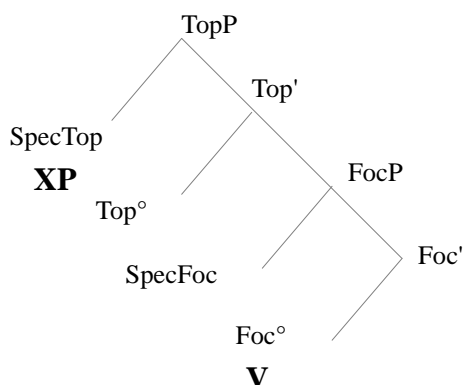 TopP
Top'
SpecTop
XP
FocP
Top°
Foc'
SpecFoc
Foc°
V